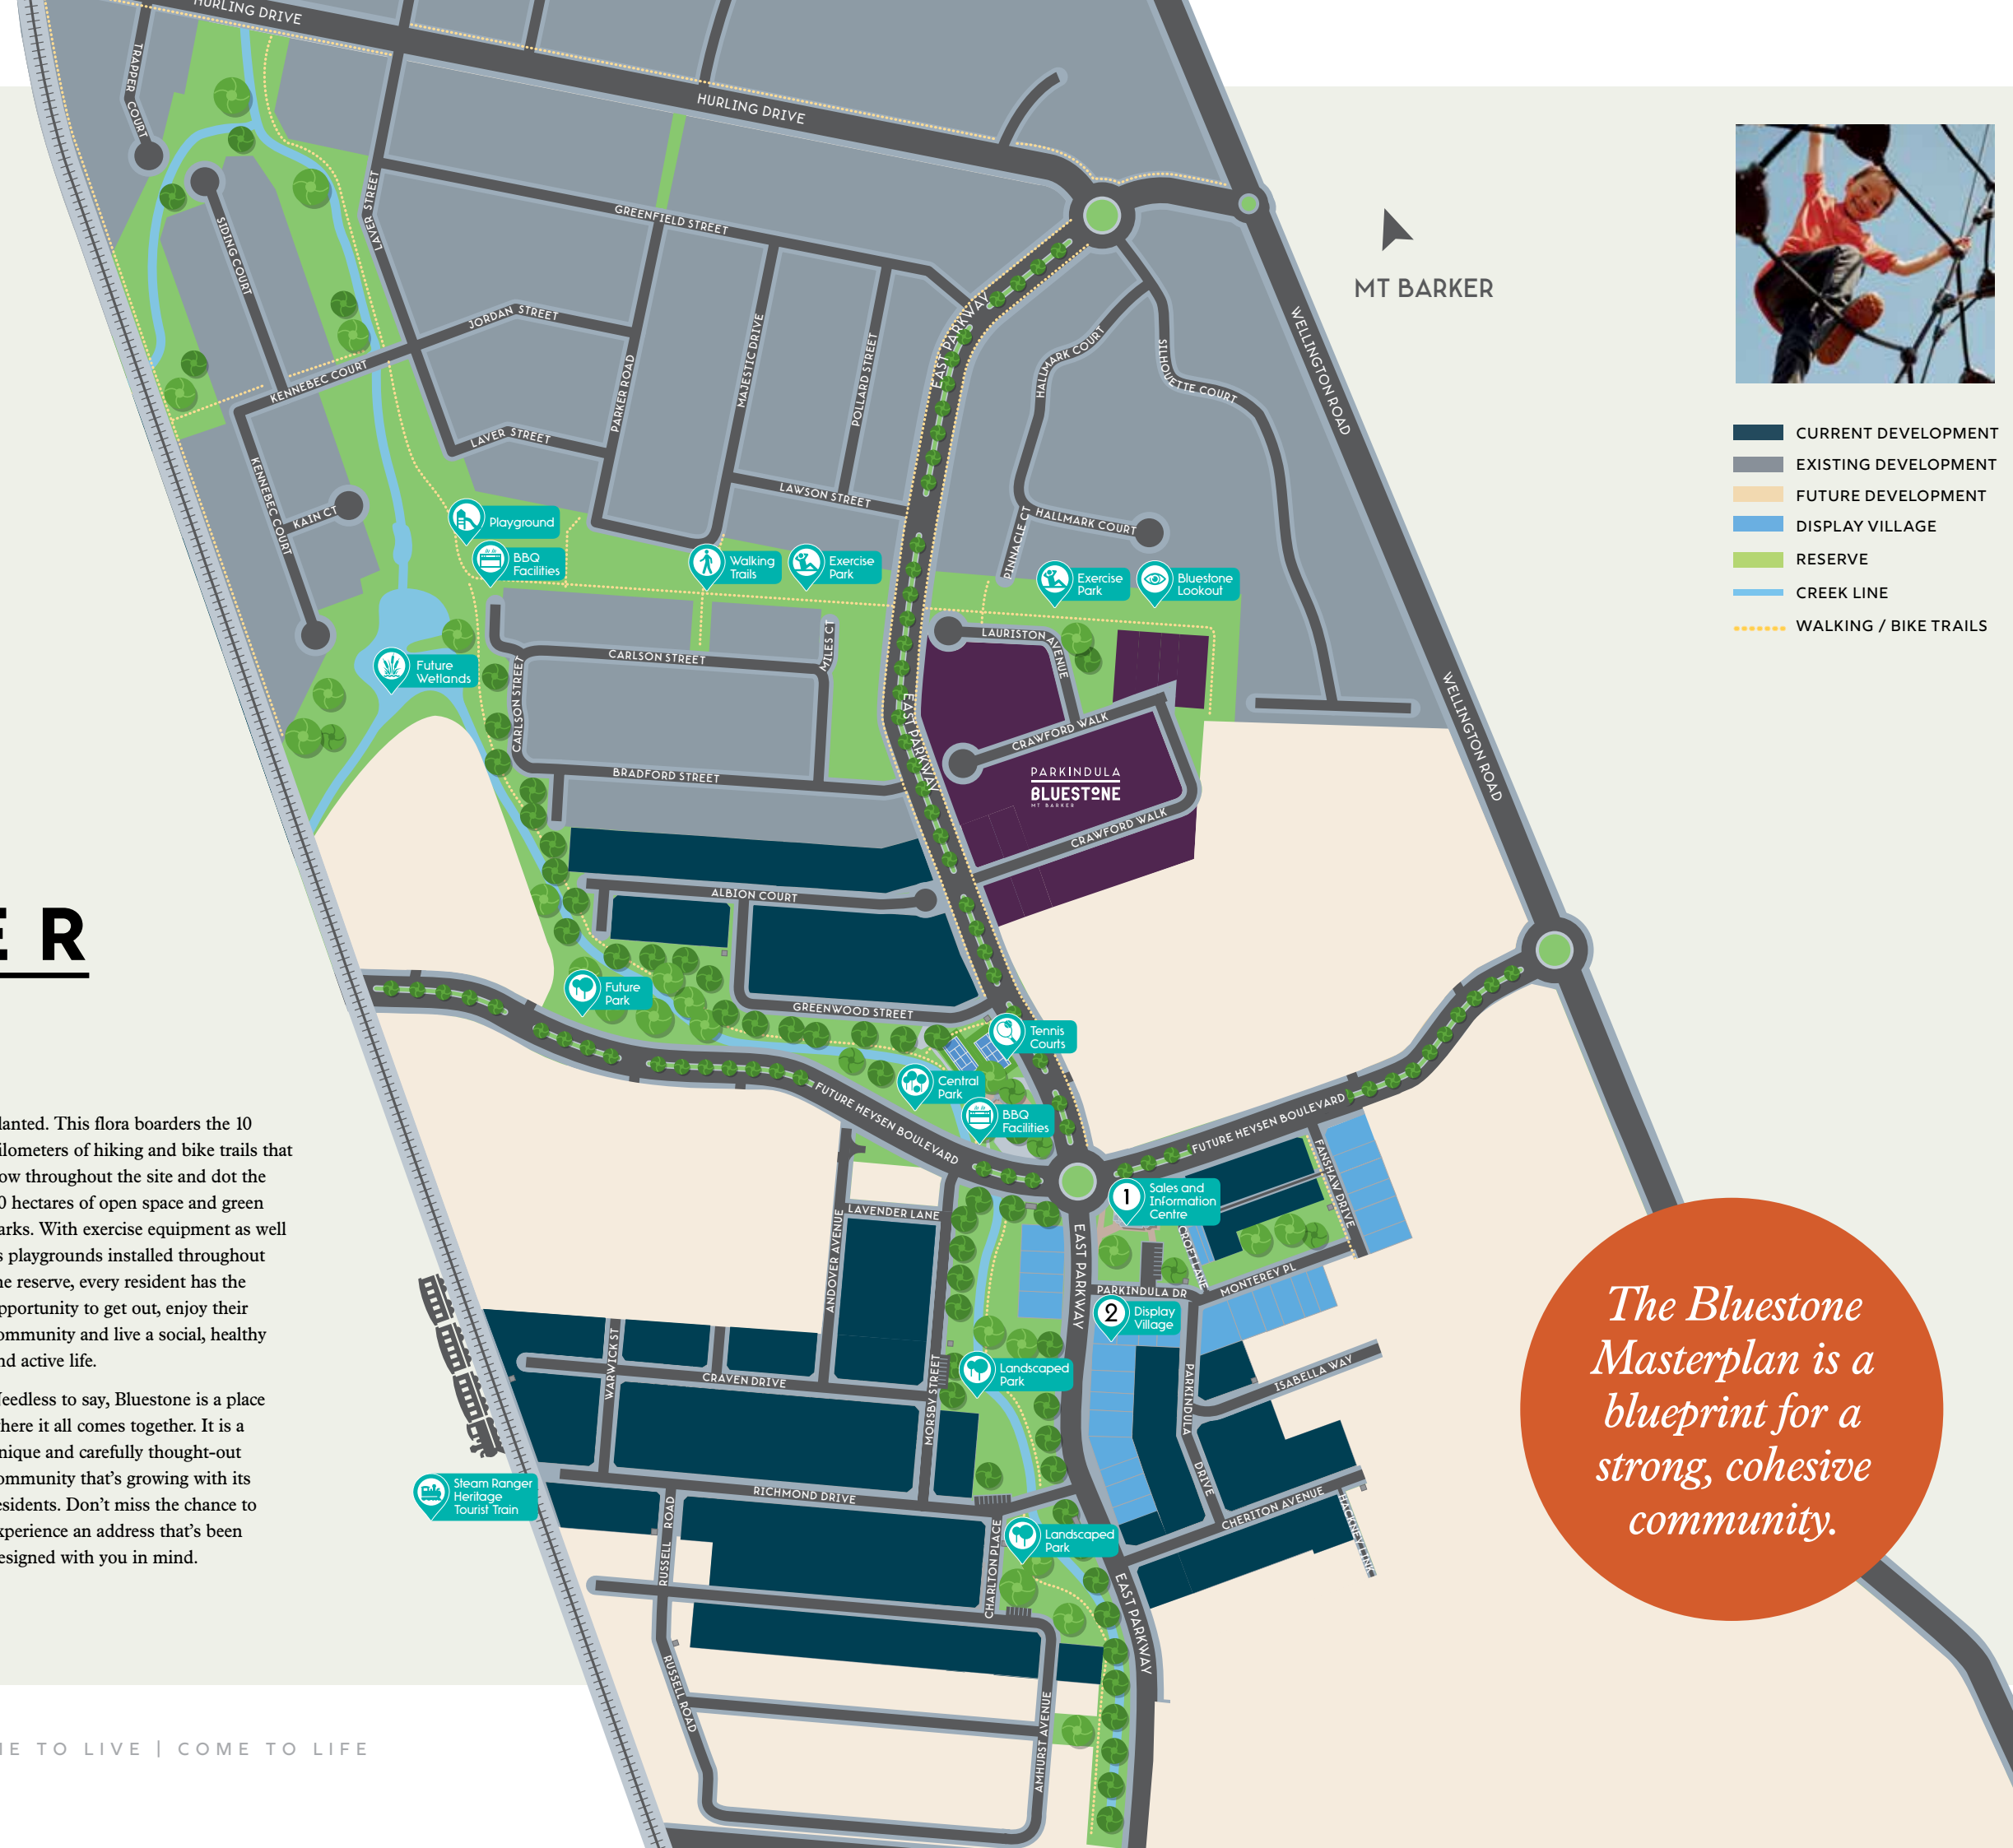 HURLING DRIVE
TRAPPER COURT
HURLING DRIVE
LAVER STREET
SIDING COURT
GREENFIELD STREET
MT BARKER
JORDAN STREET
KENNEBEC COURT
PARKER ROAD
MAJESTIC DRIVE
POLLARD STREET
EAST PARKWAY
HALLMARK COURT
SILHOUETTE COURT
WELLINGTON ROAD
LAVER STREET
KENNEBEC COURT
KAIN CT
LAWSON STREET
PINNACLE CT
HALLMARK COURT
CURRENT DEVELOPMENT
EXISTING DEVELOPMENT
FUTURE DEVELOPMENT
DISPLAY VILLAGE
RESERVE
CREEK LINE
WALKING / BIKE TRAILS
Playground
BBQ
Facilities
Walking
Trails
Exercise
Park
Exercise
Park
Bluestone
Lookout
Future
Wetlands
CARLSON STREET
MILES CT
LAURISTON AVENUE
CARLSON STREET
EAST PARKWAY
CRAWFORD WALK
WELLINGTON ROAD
BRADFORD STREET
PARKINDULA
BLUESTONE
MT BARKER
CRAWFORD WALK
ALBION COURT
ER
Future
Park
GREENWOOD STREET
Tennis
Courts
Central
Park
BBQ
Facilities
FUTURE HEYSEN BOULEVARD
FUTURE HEYSEN BOULEVARD
FANSHAW DRIVE
1
Sales and
Information
Centre
LAVENDER LANE
ANDOVER AVENUE
EAST PARKWAY
CROFT LANE
MONTEREY PL
PARKINDULA DR
2
Display
Village
WARWICK ST
CRAVEN DRIVE
MORSBY STREET
Landscaped
Park
PARKINDULA DRIVE
ISABELLA WAY
Steam Ranger
Heritage
Tourist Train
RICHMOND DRIVE
RUSSELL ROAD
CHARLTON PLACE
Landscaped
Park
CHERITON AVENUE
HACKNEY LINK
EAST PARKWAY
RUSSELL ROAD
AMHURST AVENUE
lanted. This flora boarders the 10
ilometers of hiking and bike trails that
ow throughout the site and dot the
0 hectares of open space and green
arks. With exercise equipment as well
s playgrounds installed throughout
he reserve, every resident has the
pportunity to get out, enjoy their
ommunity and live a social, healthy
nd active life.
eedless to say, Bluestone is a place
here it all comes together. It is a
nique and carefully thought-out
ommunity that's growing with its
esidents. Don't miss the chance to
xperience an address that's been
esigned with you in mind.
The Bluestone
Masterplan is a
blueprint for a
strong, cohesive
community.
ME TO LIVE | COME TO LIFE